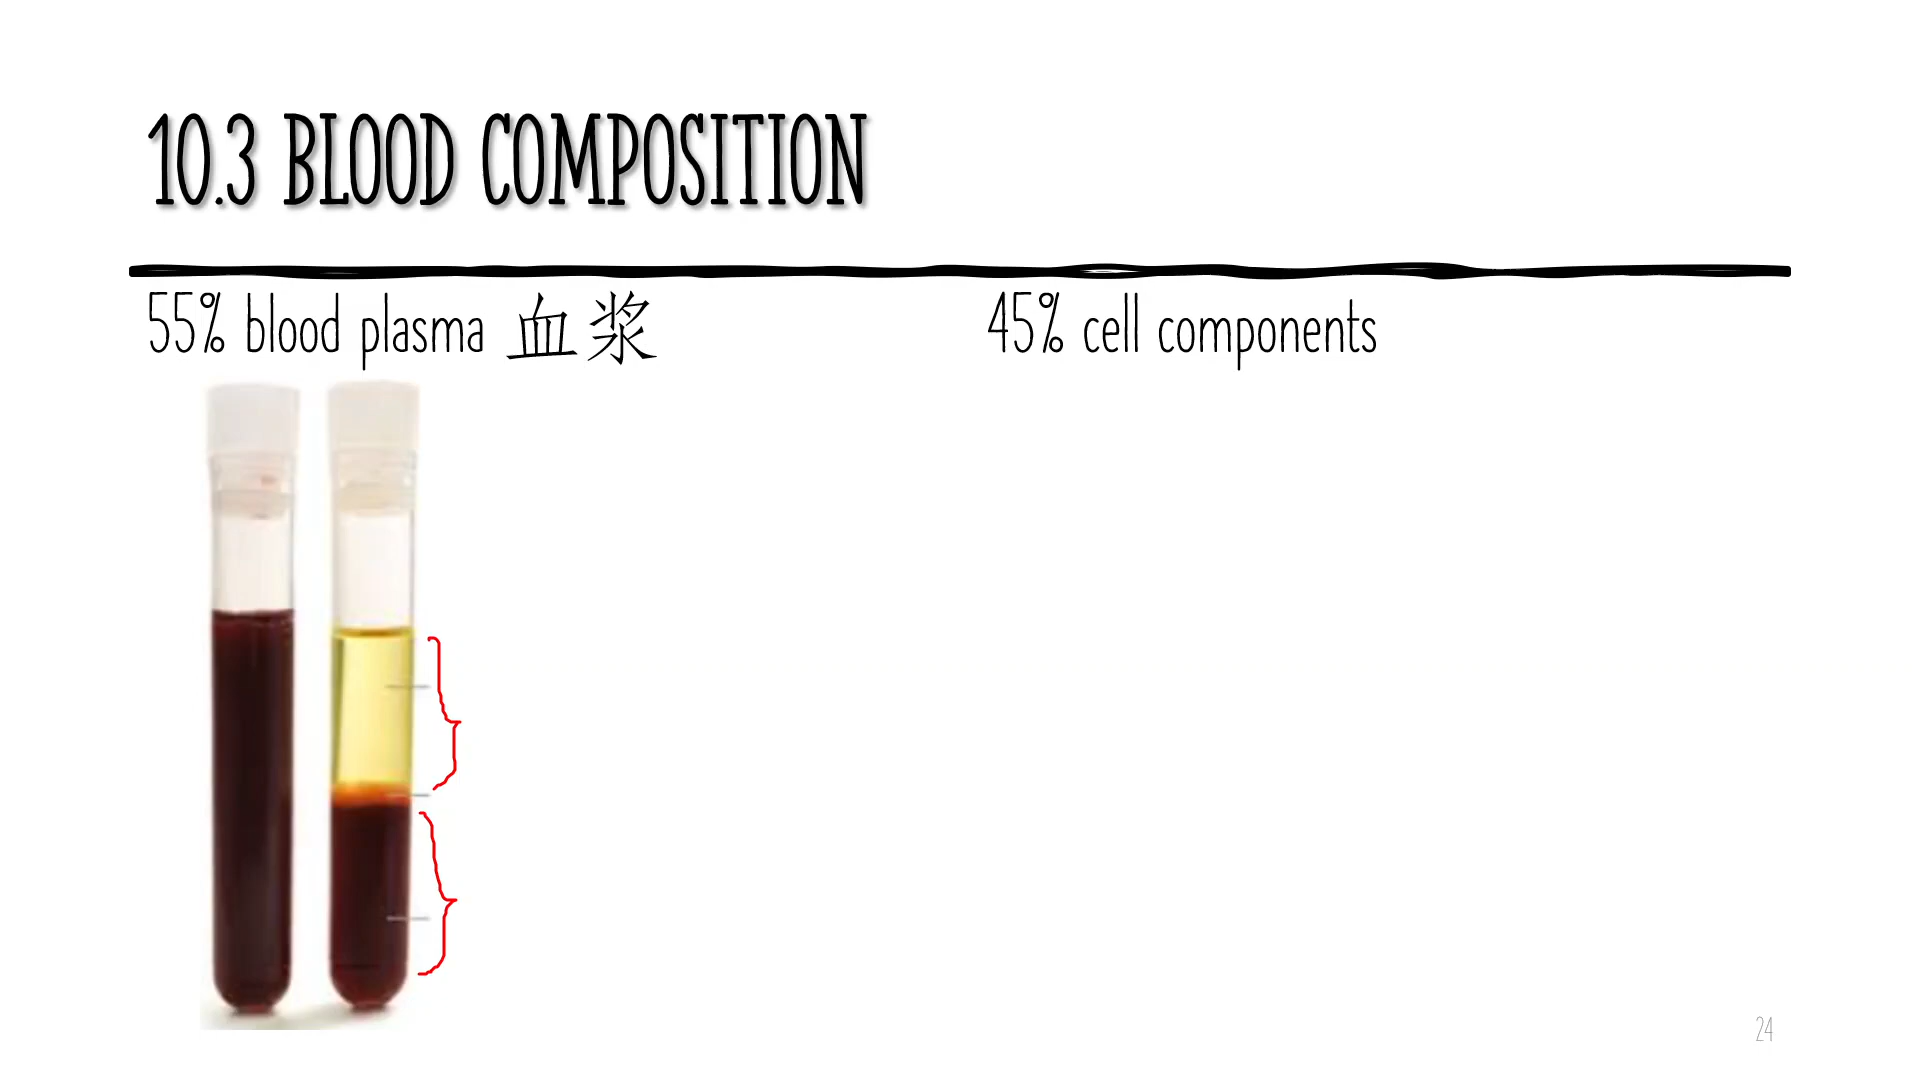 10.3 BLOOD COMPOSITION
55% blood plasma 血浆
45% cell components
24